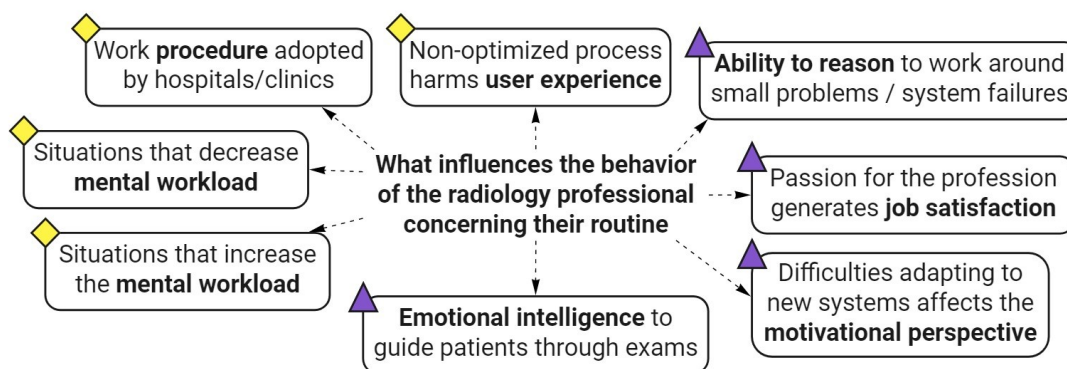 Work procedure adopted
by hospitals/clinics
Non-optimized process
harms user experience
Ability to reason to work around
small problems / system failures
Situations that decrease
mental workload
What influences the behavior
of the radiology professional
concerning their routine
Passion for the profession
generates job satisfaction
Situations that increase
the mental workload
Emotional intelligence to
guide patients through exams
Difficulties adapting to
new systems affects the
motivational perspective